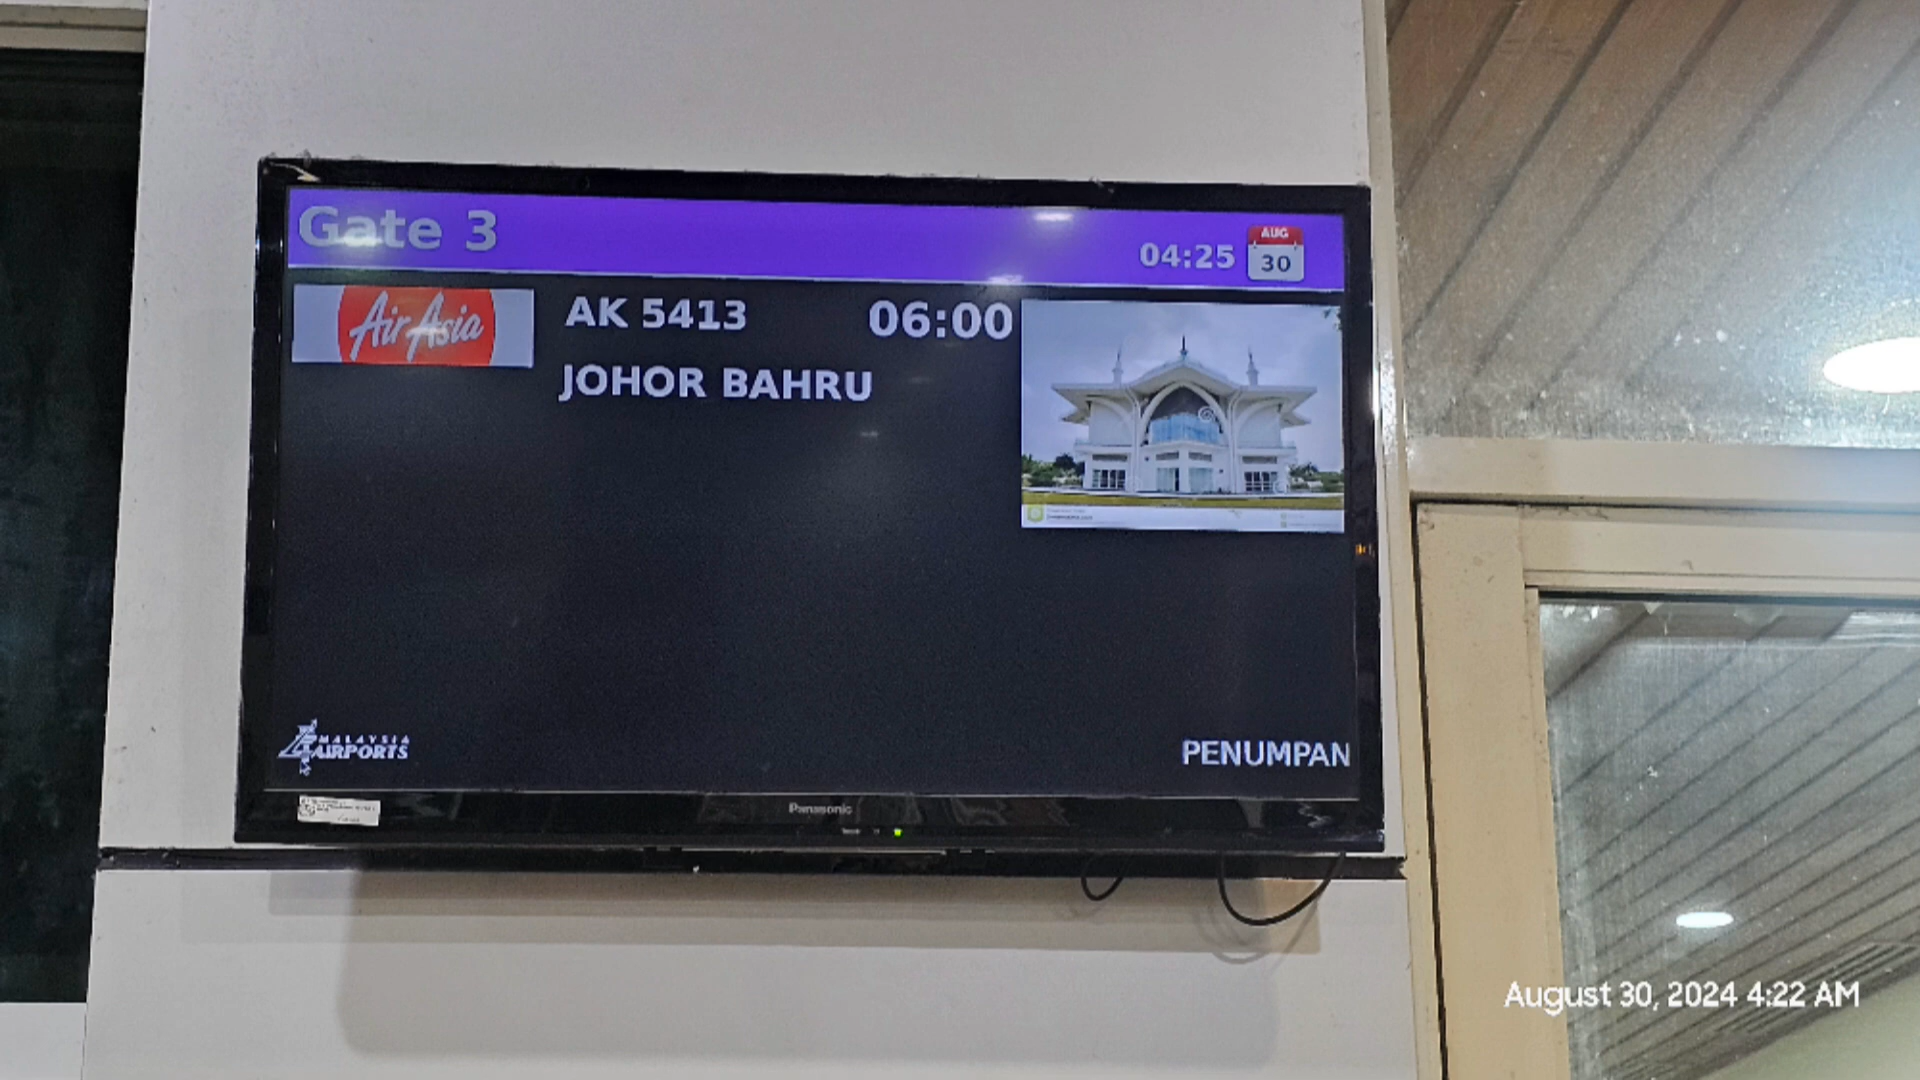 Gate 3
04:25
AUG
30
AirAsia
AK 5413
06:00
JOHOR BAHRU
MALAYSIA
AIRPORTS
PENUMPAN
Panasonic
August 30, 2024 4:22 AM